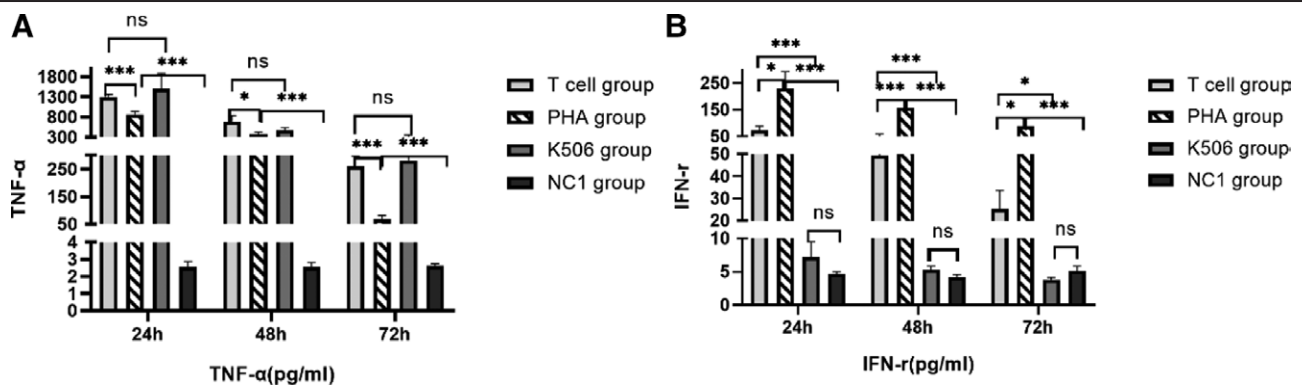 A
ns
ns
ns
***
***
*
***
***
***
1800
1300
800
300
250
150
50
4
3
2
1
0
TNF-α
24h
48h
72h
TNF-α(pg/ml)
T cell group
PHA group
K506 group
NC1 group
B
***
*
***
***
***
***
*
*
***
ns
ns
ns
250
150
50
50
40
30
20
10
5
0
IFN-r
24h
48h
72h
IFN-r(pg/ml)
T cell group
PHA group
K506 group
NC1 group